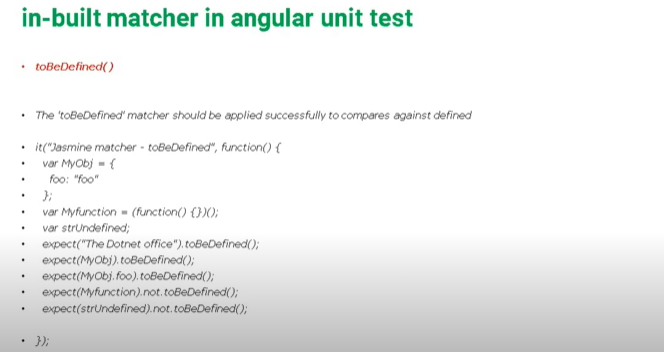 in-built matcher in angular unit test
• toBeDefined()
• The 'toBeDefined' matcher should be applied successfully to compares against defined
• it("Jasmine matcher - toBeDefined", function() {
• var MyObj = {
• foo: "foo"
• };
• var Myfunction = (function() {})();
• var strUndefined;
• expect("The Dotnet office").toBeDefined();
• expect(MyObj).toBeDefined();
• expect(MyObj.foo).toBeDefined();
• expect(Myfunction).not.toBeDefined();
• expect(strUndefined).not.toBeDefined();
• });